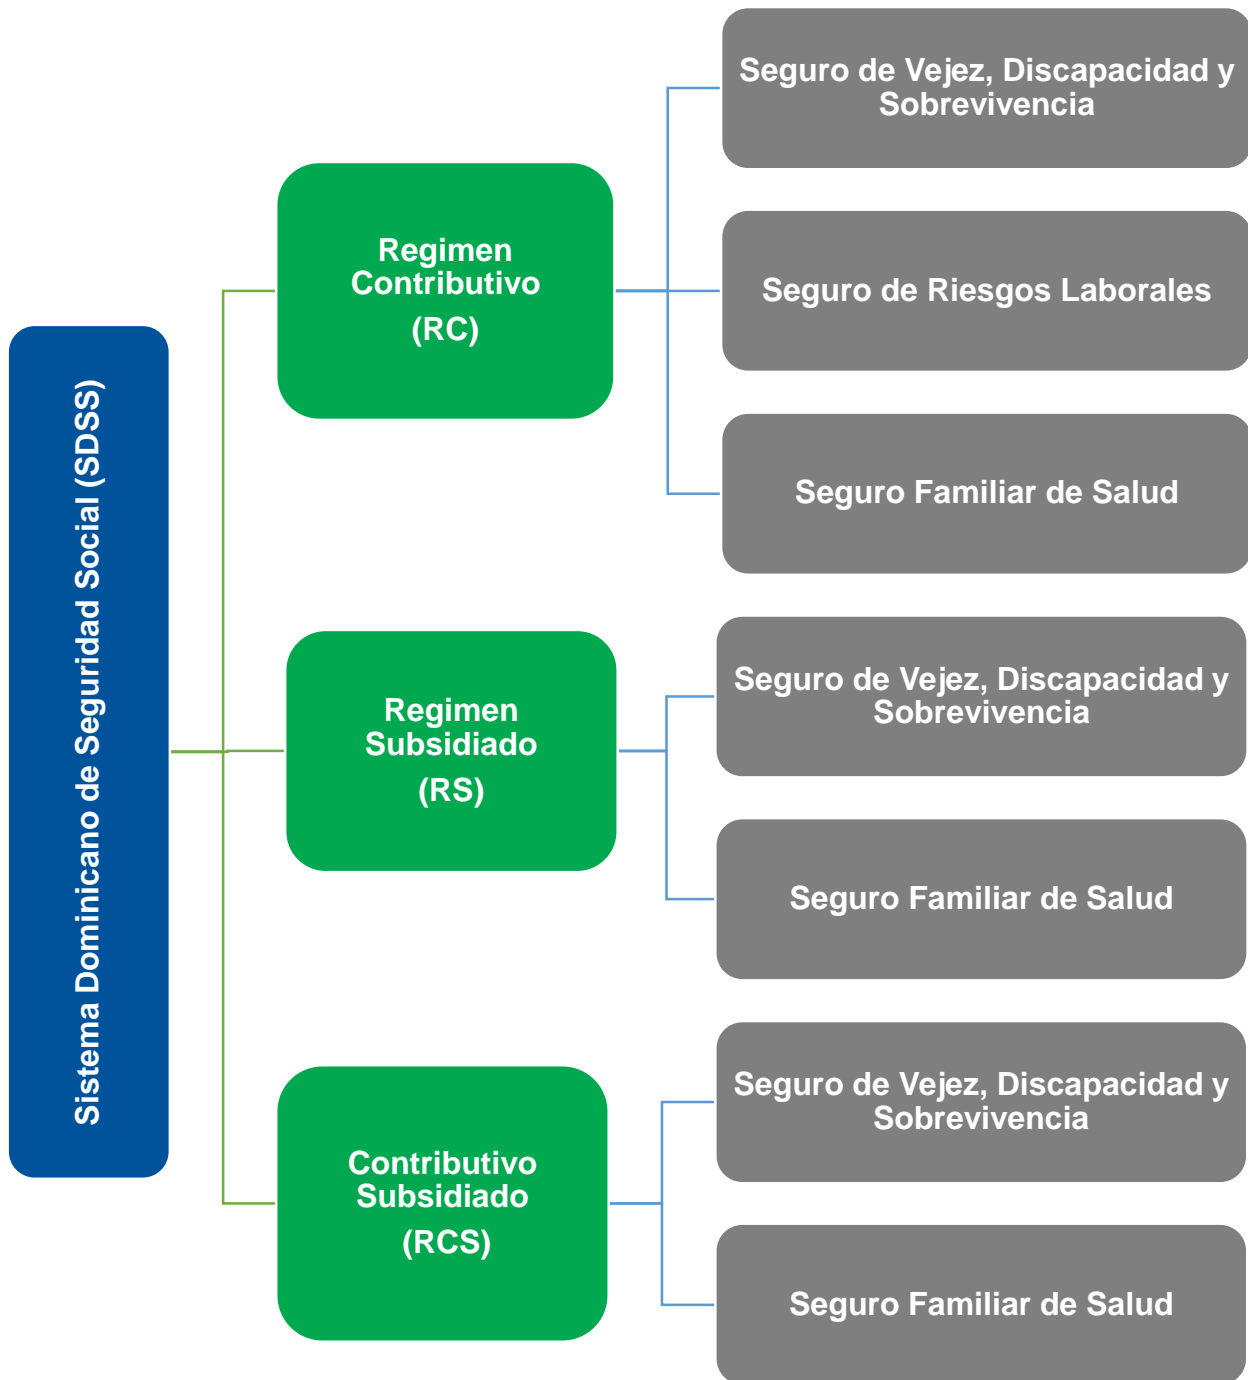 Sistema Dominicano de Seguridad Social (SDSS)
Regimen
Contributivo
(RC)
Seguro de Vejez, Discapacidad y
Sobrevivencia
Seguro de Riesgos Laborales
Seguro Familiar de Salud
Regimen
Subsidiado
(RS)
Seguro de Vejez, Discapacidad y
Sobrevivencia
Seguro Familiar de Salud
Contributivo
Subsidiado
(RCS)
Seguro de Vejez, Discapacidad y
Sobrevivencia
Seguro Familiar de Salud